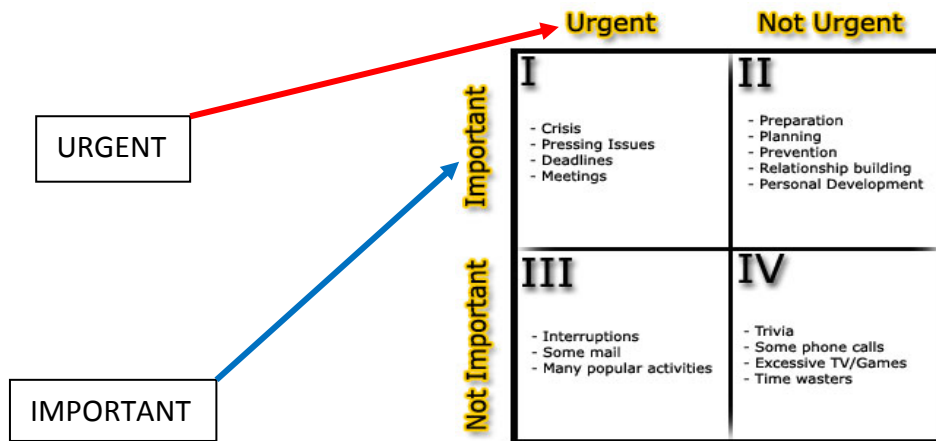 Urgent
Not Urgent
URGENT
Important
I
- Crisis
- Pressing Issues
- Deadlines
- Meetings
II
- Preparation
- Planning
- Prevention
- Relationship building
- Personal Development
IMPORTANT
Not Important
III
- Interruptions
- Some mail
- Many popular activities
IV
- Trivia
- Some phone calls
- Excessive TV/Games
- Time wasters